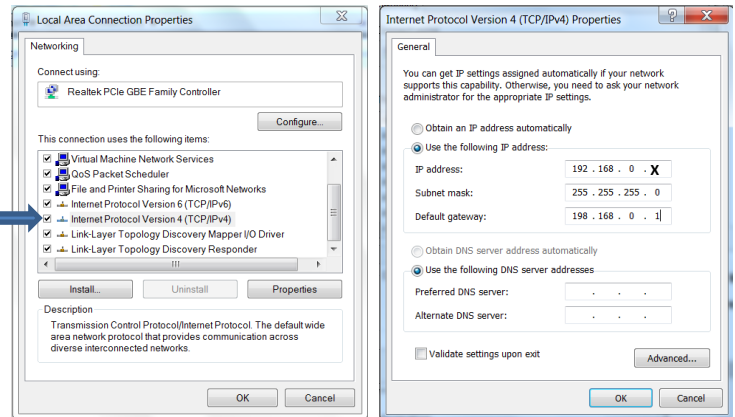 Local Area Connection Properties
Networking
Connect using:
Realtek PCIe GBE Family Controller
Configure...
This connection uses the following items:
Virtual Machine Network Services
QoS Packet Scheduler
File and Printer Sharing for Microsoft Networks
Internet Protocol Version 6 (TCP/IPv6)
Internet Protocol Version 4 (TCP/IPv4)
Link-Layer Topology Discovery Mapper I/O Driver
Link-Layer Topology Discovery Responder
Install...
Uninstall
Properties
Description
Transmission Control Protocol/Internet Protocol. The default wide
area network protocol that provides communication across
diverse interconnected networks.
OK
Cancel
Internet Protocol Version 4 (TCP/IPv4) Properties
General
You can get IP settings assigned automatically if your network
supports this capability. Otherwise, you need to ask your network
administrator for the appropriate IP settings.
Obtain an IP address automatically
Use the following IP address:
IP address: 192 . 168 . 0 . X
Subnet mask: 255 . 255 . 255 . 0
Default gateway: 198 . 168 . 0 . 1
Obtain DNS server address automatically
Use the following DNS server addresses
Preferred DNS server: . . .
Alternate DNS server: . . .
Validate settings upon exit
Advanced...
OK
Cancel